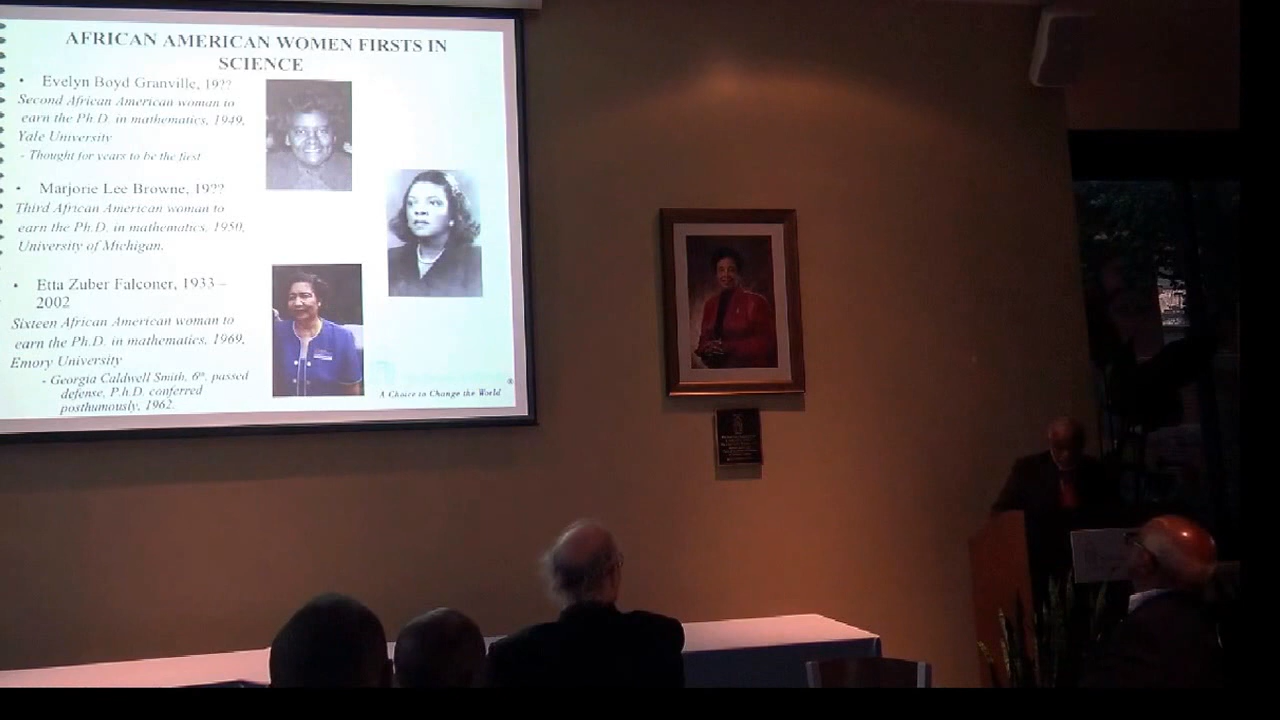 AFRICAN AMERICAN WOMEN FIRSTS IN
SCIENCE
• Evelyn Boyd Granville, 19??
Second African American woman to
earn the Ph.D. in mathematics, 1949,
Yale University
- Thought for years to be the first
• Marjorie Lee Browne, 19??
Third African American woman to
earn the Ph.D. in mathematics, 1950,
University of Michigan.
• Etta Zuber Falconer, 1933 –
2002
Sixteen African American woman to
earn the Ph.D. in mathematics, 1969,
Emory University
- Georgia Caldwell Smith, 6th, passed
defense, Ph.D. conferred
posthumously, 1962.
A Choice to Change the World
®